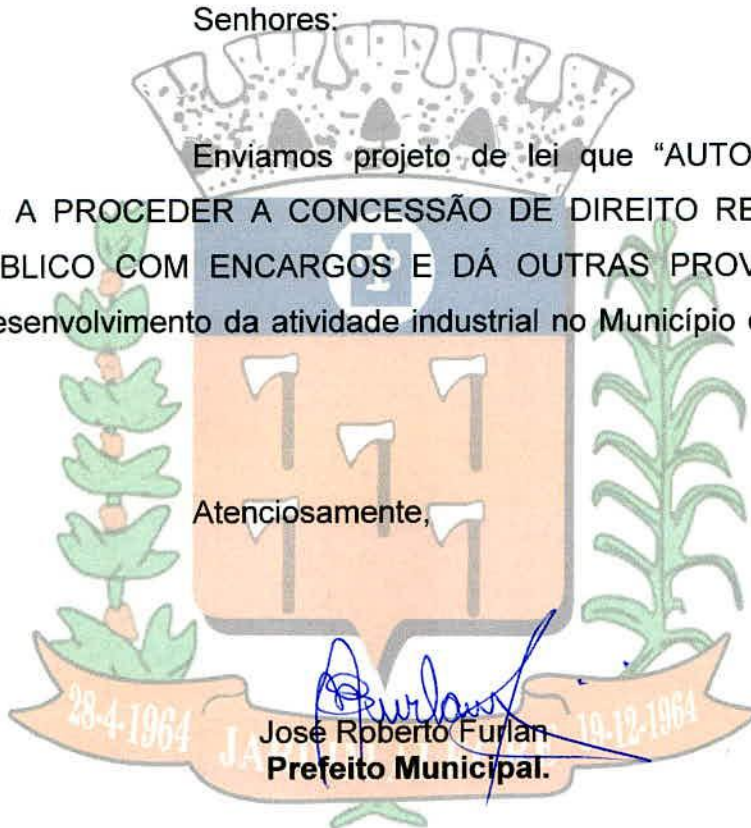 Senhores:
Enviamos projeto de lei que “AUTO
A PROCEDER A CONCESSÃO DE DIREITO RE
BLICO COM ENCARGOS E DÁ OUTRAS PROV
esenvolvimento da atividade industrial no Município
Atenciosamente,
28-4-1964
19-12-1964
José Roberto Furlan
Prefeito Municipal.